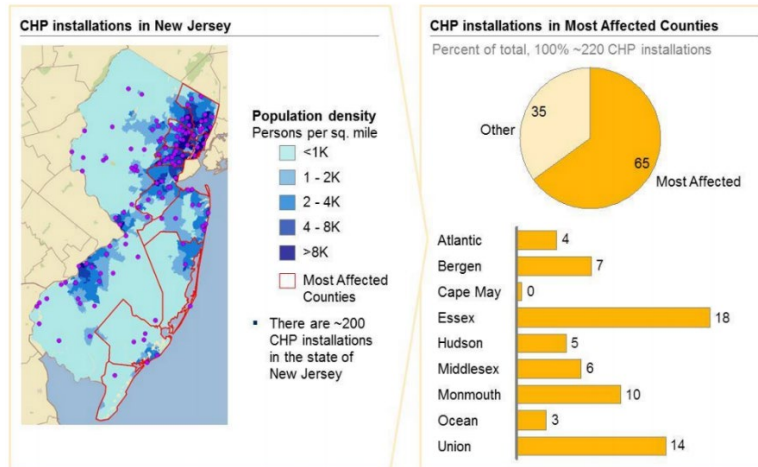 CHP installations in New Jersey
Population density
Persons per sq. mile
<1K
1 - 2K
2 - 4K
4 - 8K
>8K
Most Affected
Counties
▪ There are ~200
CHP installations
in the state of
New Jersey
CHP installations in Most Affected Counties
Percent of total, 100% ~220 CHP installations
35
Other
65
Most Affected
Atlantic 4
Bergen 7
Cape May 0
Essex 18
Hudson 5
Middlesex 6
Monmouth 10
Ocean 3
Union 14